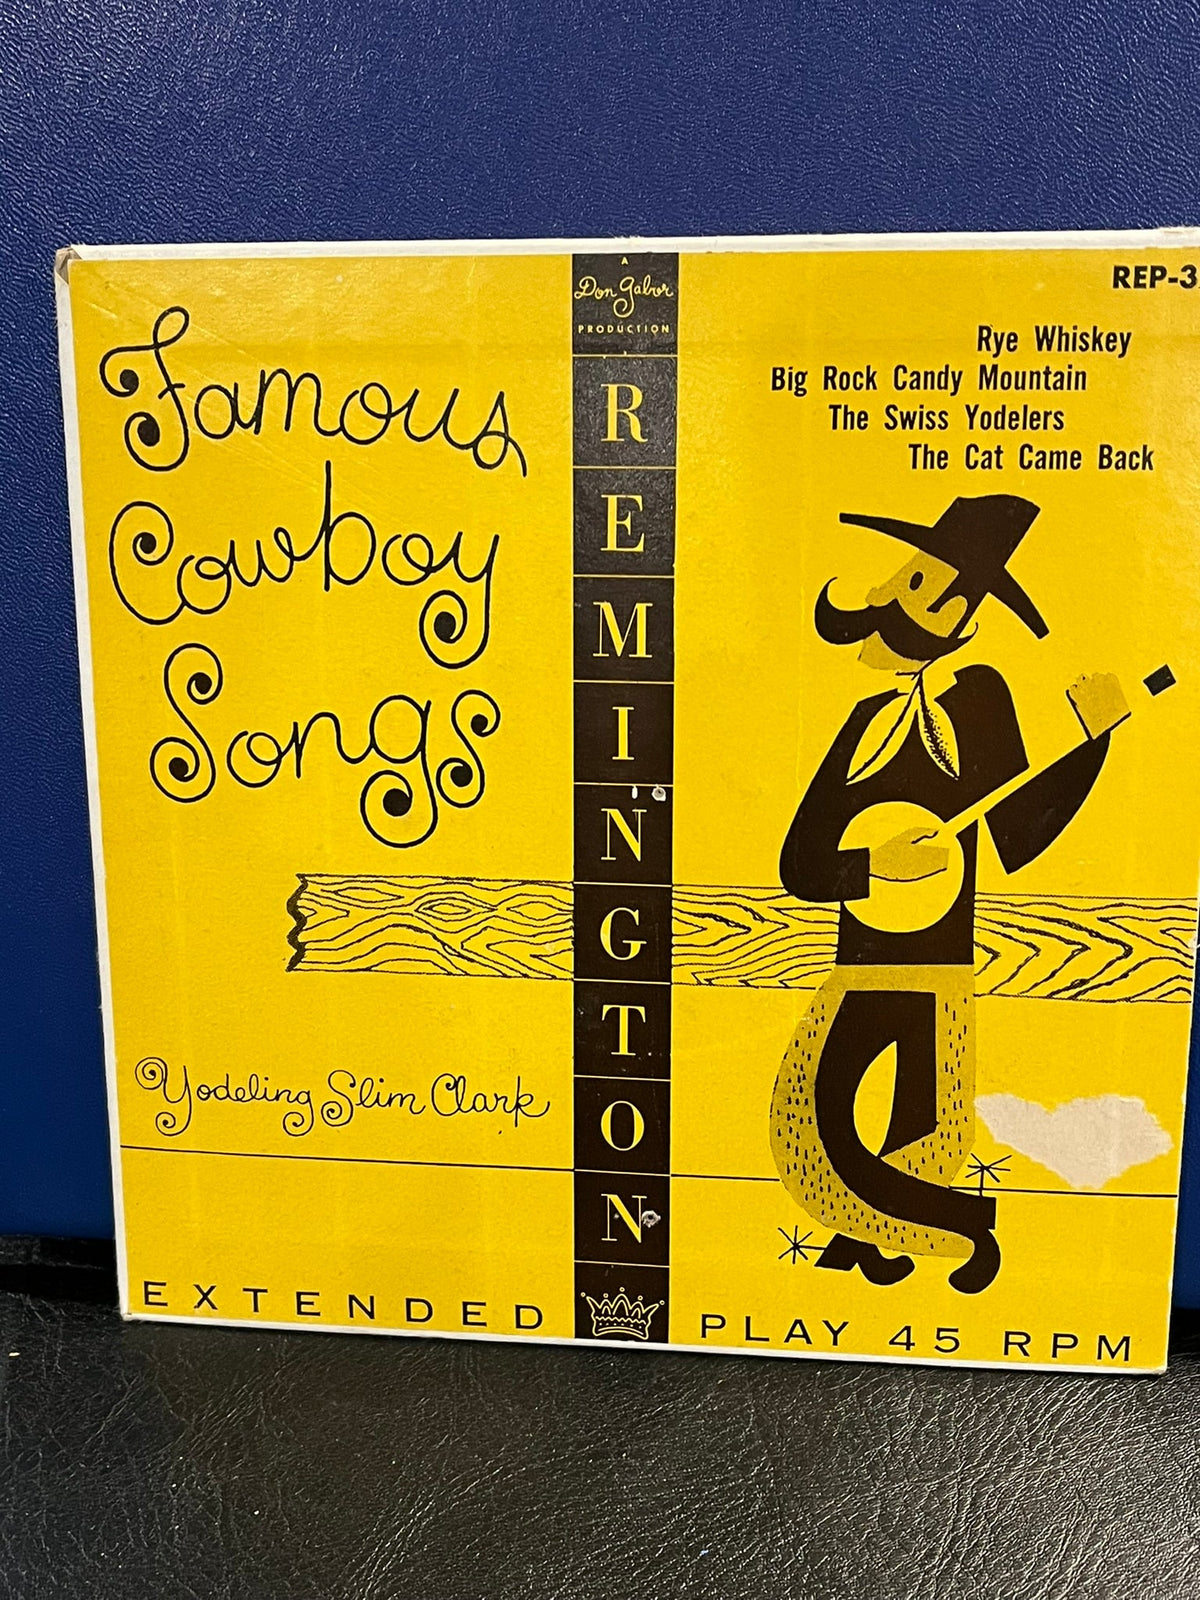 Famous
Cowboy
Songs
Yodeling Slim Clark
A
Don Gabor
PRODUCTION
REMINGTON
REP-3
Rye Whiskey
Big Rock Candy Mountain
The Swiss Yodelers
The Cat Came Back
EXTENDED PLAY 45 RPM